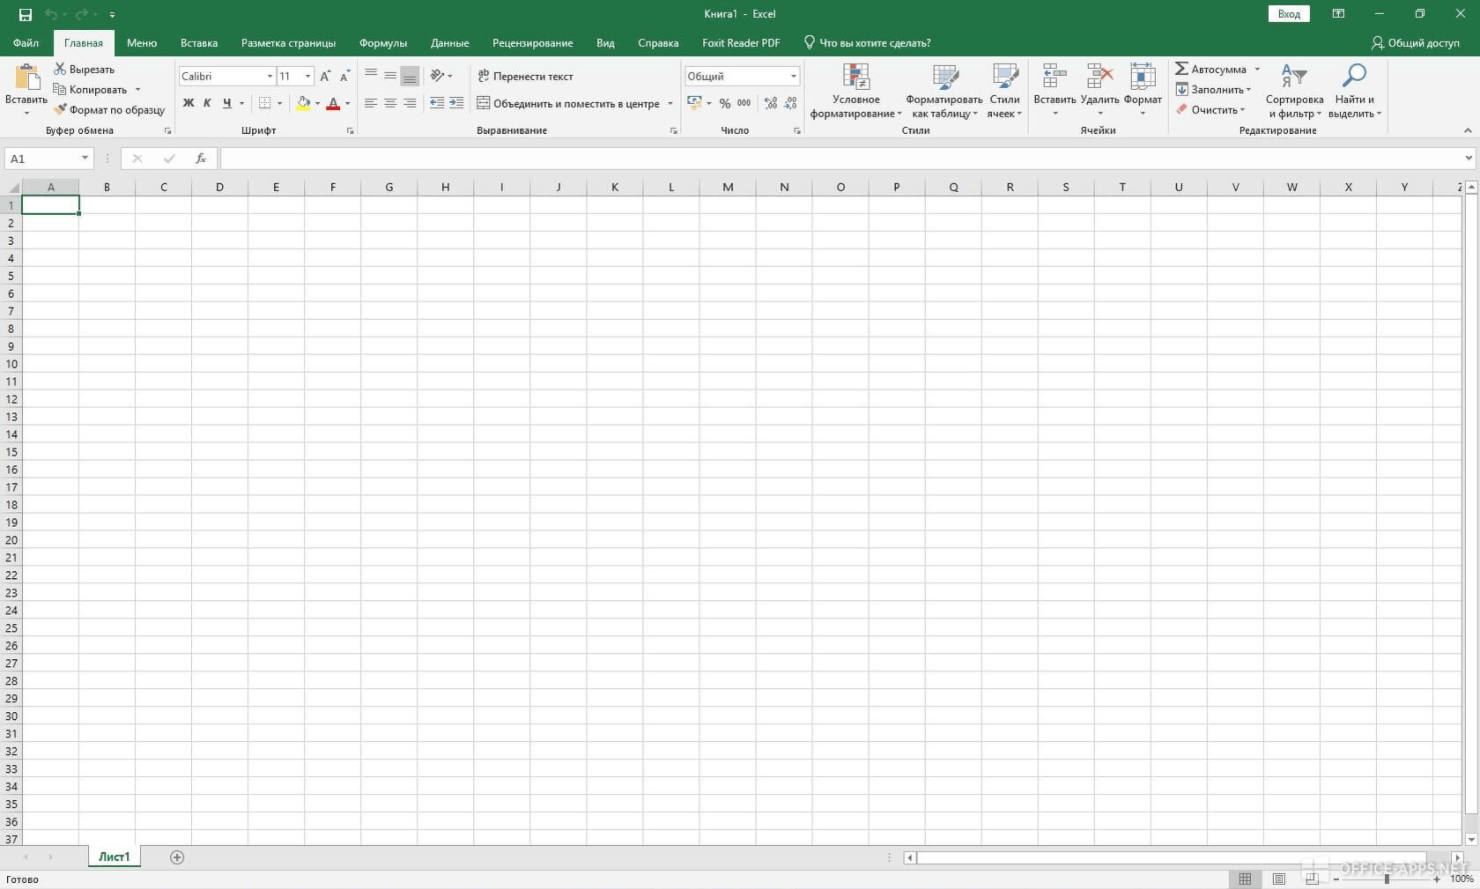 Книга1 - Excel
Вход
Файл Главная Меню Вставка Разметка страницы Формулы Данные Рецензирование Вид Справка Foxit Reader PDF Что вы хотите сделать? Общий доступ
Вставить
Вырезать
Копировать
Формат по образцу
Буфер обмена
Calibri 11
Ж К Ч
Шрифт
Перенести текст
Объединить и поместить в центре
Выравнивание
Общий
% 000
Число
Условное форматирование
Форматировать как таблицу
Стили ячеек
Стили
Вставить Удалить Формат
Ячейки
Автосумма
Заполнить
Очистить
Сортировка и фильтр
Найти и выделить
Редактирование
A1 fx
A B C D E F G H I J K L M N O P Q R S T U V W X Y Z
1
2
3
4
5
6
7
8
9
10
11
12
13
14
15
16
17
18
19
20
21
22
23
24
25
26
27
28
29
30
31
32
33
34
35
36
37
Лист1
Готово
OFFICE-APPS.NET
100%